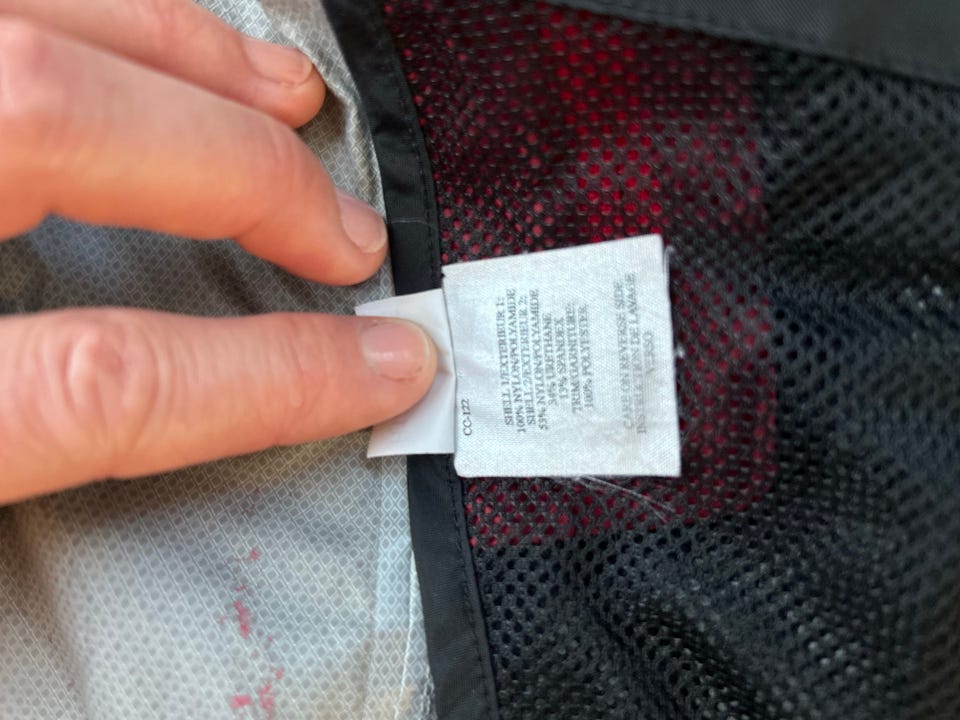 SHELL 1/EXTERIEUR 1:
100% NYLON/POLYAMIDE
SHELL 2/EXTERIEUR 2:
53% NYLON/POLYAMIDE
34% URETHANE
13% SPANDEX
TRIM/GARNITURE:
100% POLYESTER
CARE ON REVERSE SIDE
INSTRUCTION DE LAVAGE
VERSO
CC-122